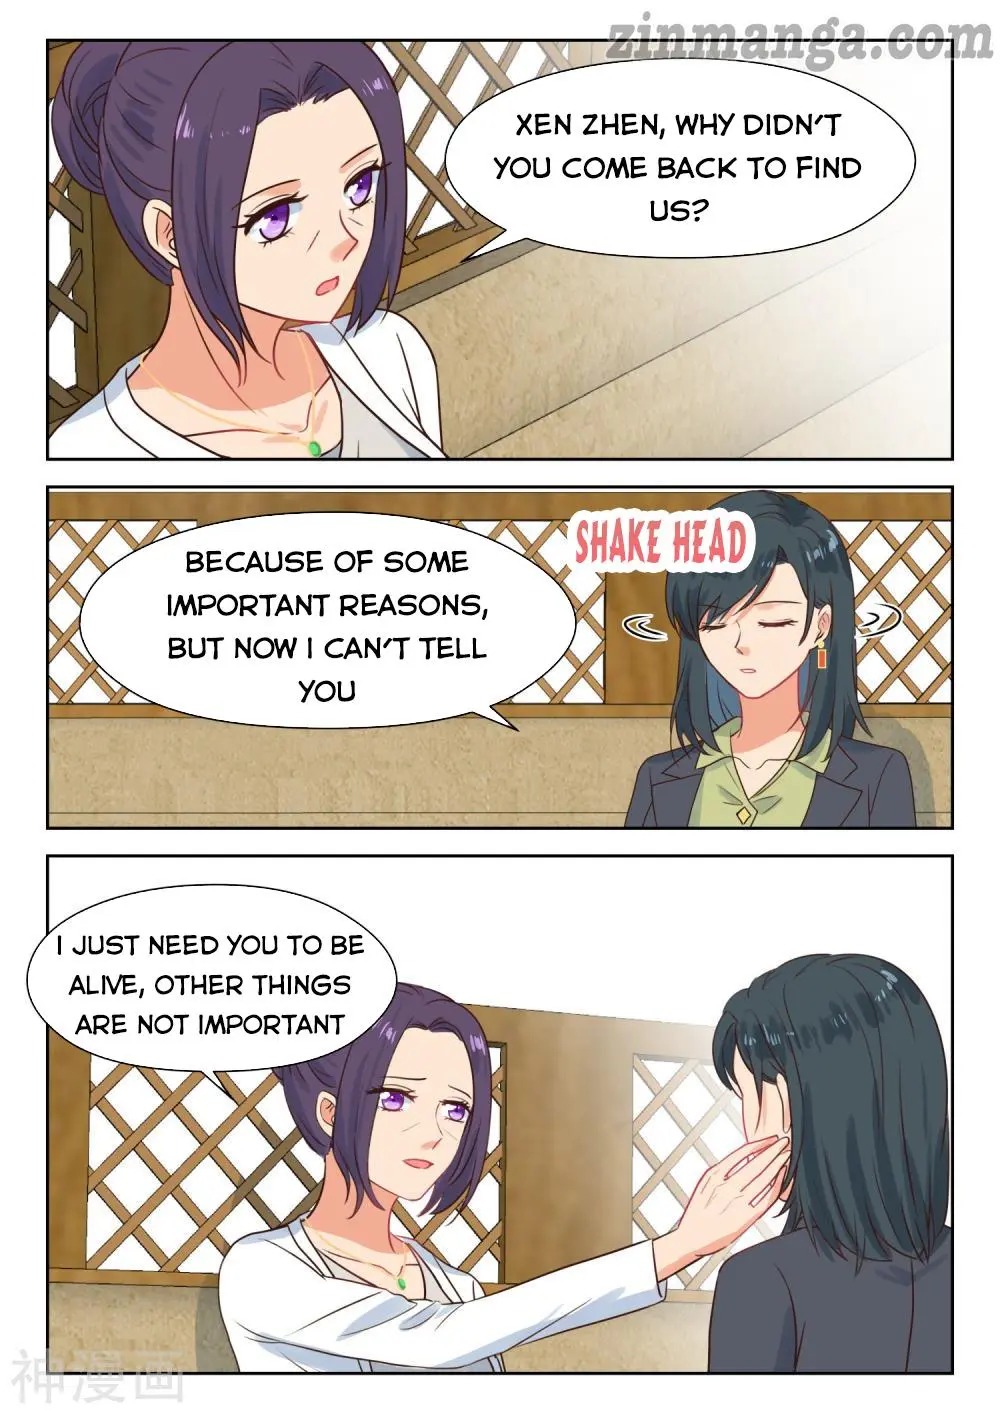 zinmanga.com
XEN ZHEN, WHY DIDN'T
YOU COME BACK TO FIND
US?
SHAKE HEAD
BECAUSE OF SOME
IMPORTANT REASONS,
BUT NOW I CAN'T TELL
YOU
I JUST NEED YOU TO BE
ALIVE, OTHER THINGS
ARE NOT IMPORTANT
神漫画